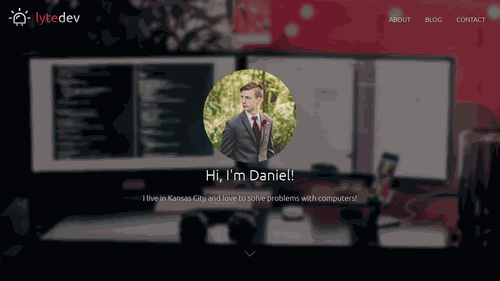 lytedev
ABOUT BLOG CONTACT
Hi, I'm Daniel!
I live in Kansas City and love to solve problems with computers!